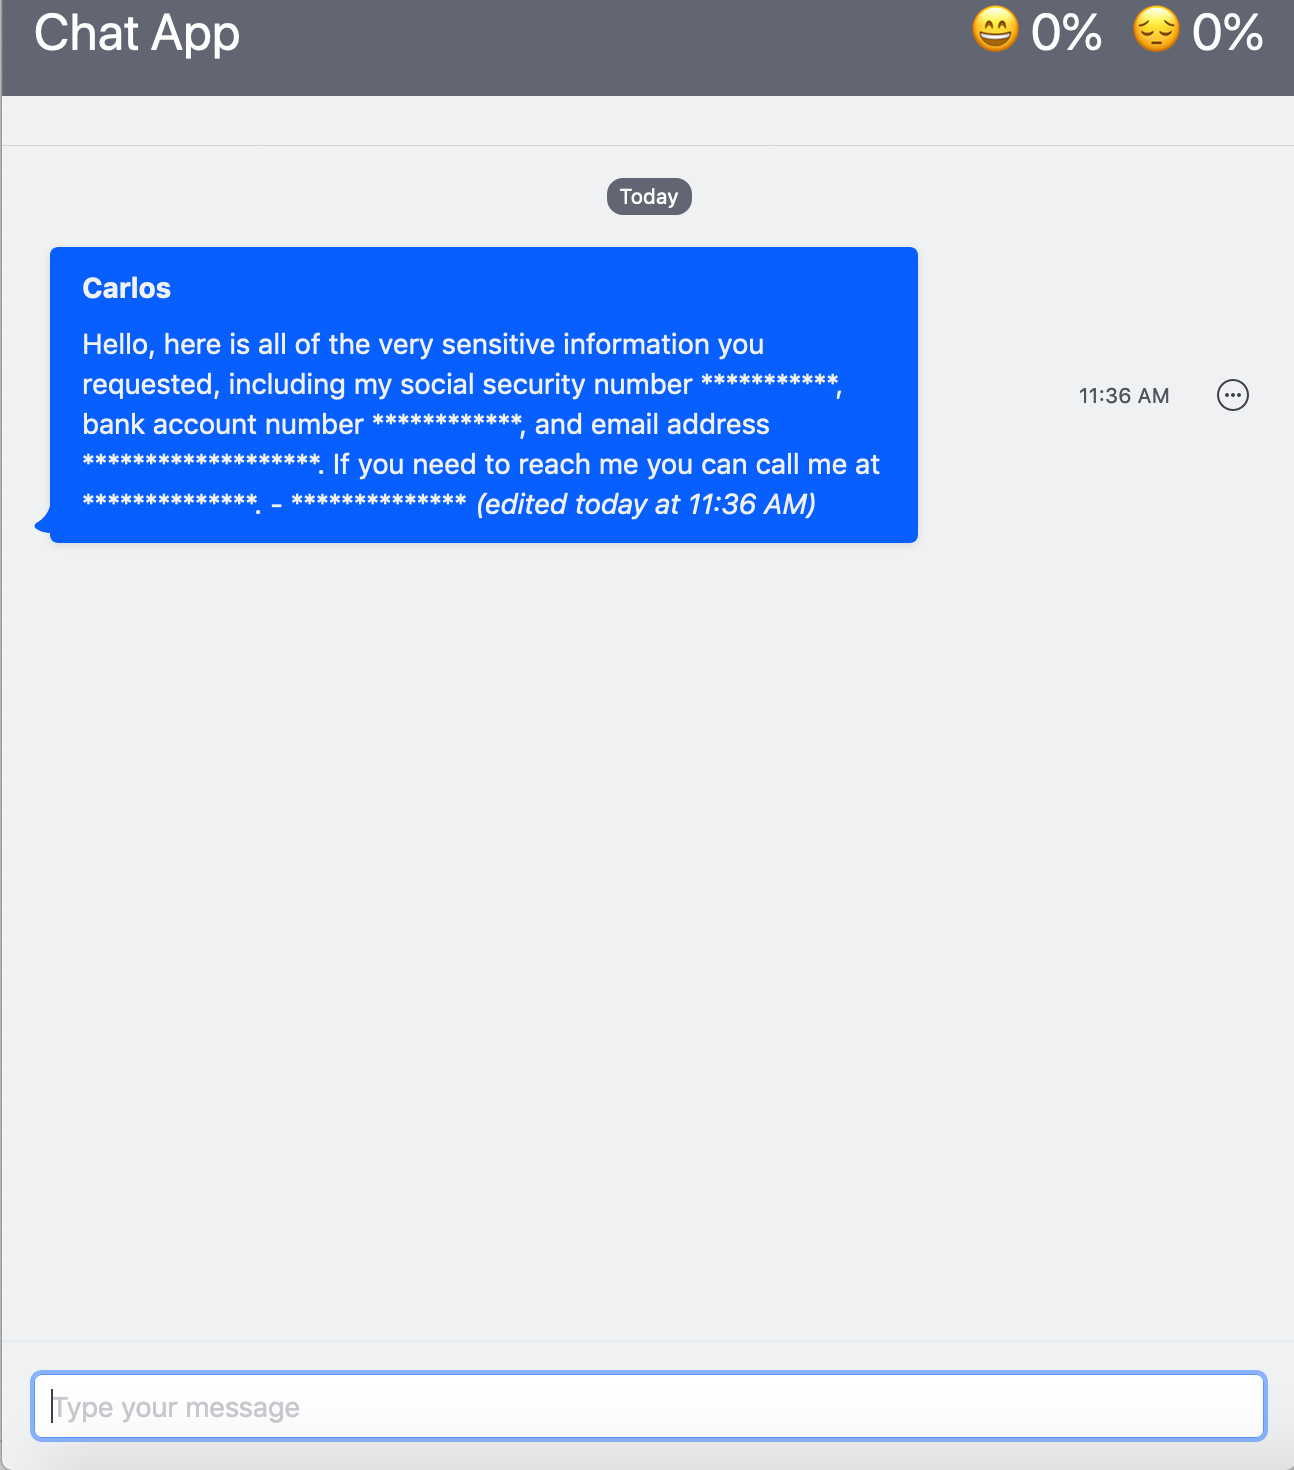 Chat App
😄 0% 😔 0%
Today
Carlos
Hello, here is all of the very sensitive information you
requested, including my social security number ***********,
bank account number ************, and email address
*******************. If you need to reach me you can call me at
**************. - ************** (edited today at 11:36 AM)
11:36 AM
Type your message